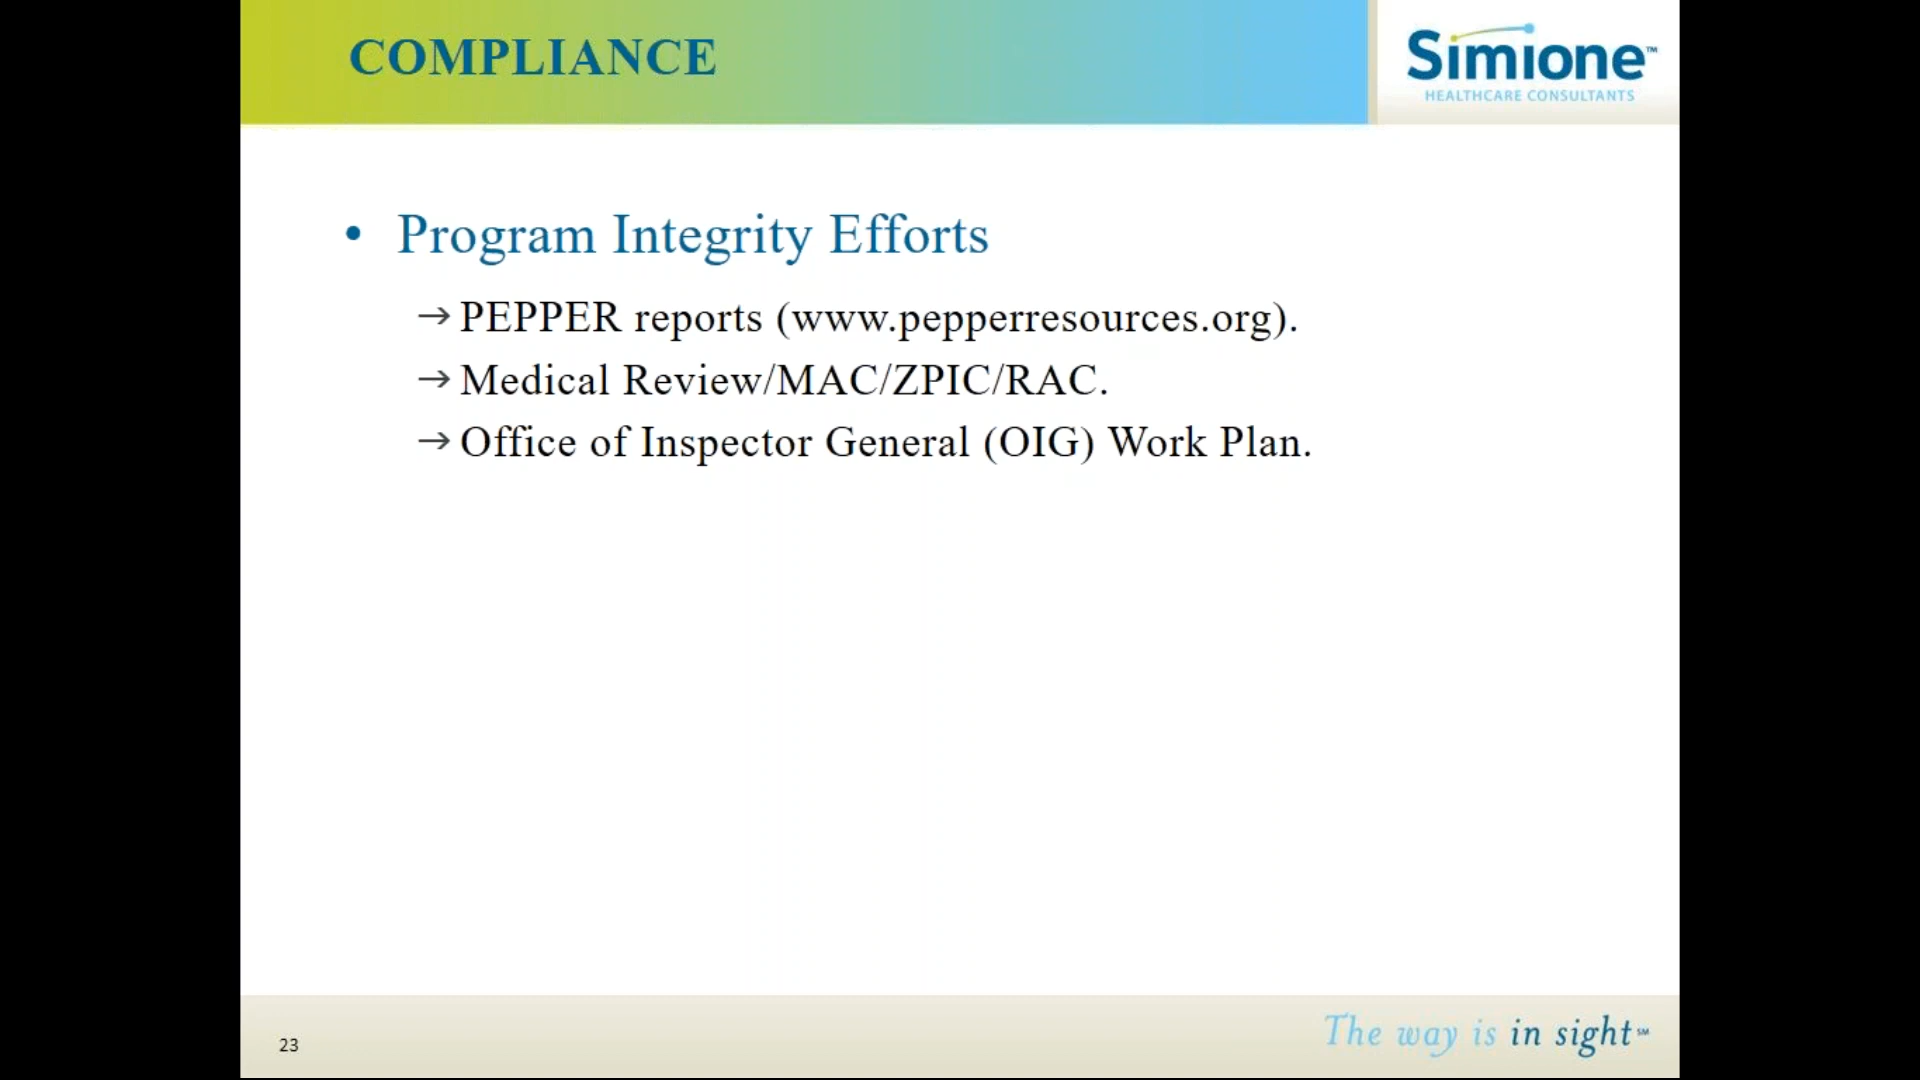 COMPLIANCE
Simione™
HEALTHCARE CONSULTANTS
• Program Integrity Efforts
→ PEPPER reports (www.pepperresources.org).
→ Medical Review/MAC/ZPIC/RAC.
→ Office of Inspector General (OIG) Work Plan.
The way is in sight℠
23